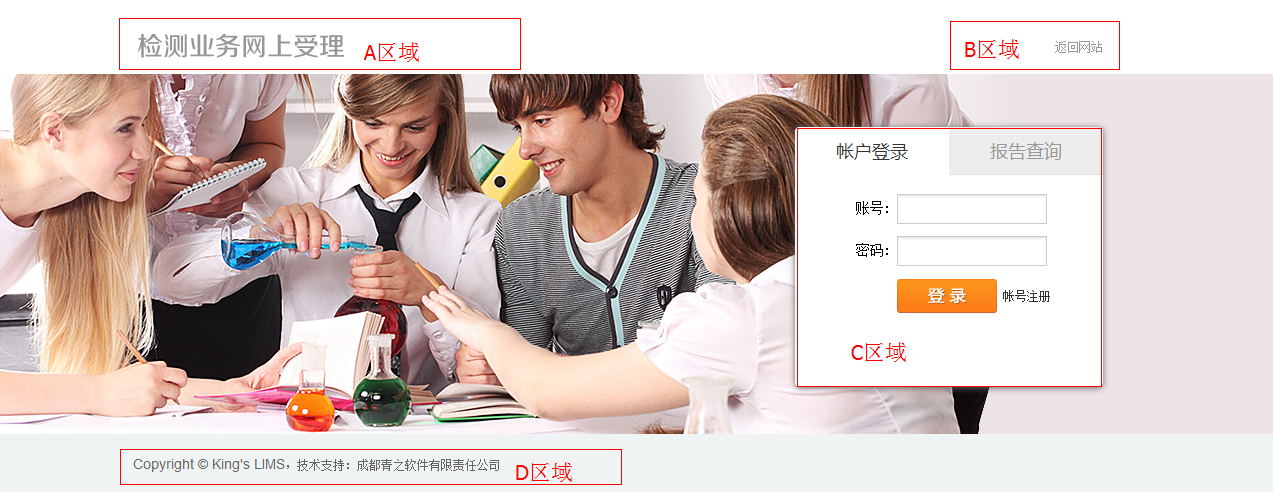 检测业务网上受理 A区域
B区域 返回网站
帐户登录 报告查询
账号：
密码：
登 录 帐号注册
C区域
Copyright © King's LIMS，技术支持：成都青之软件有限责任公司 D区域